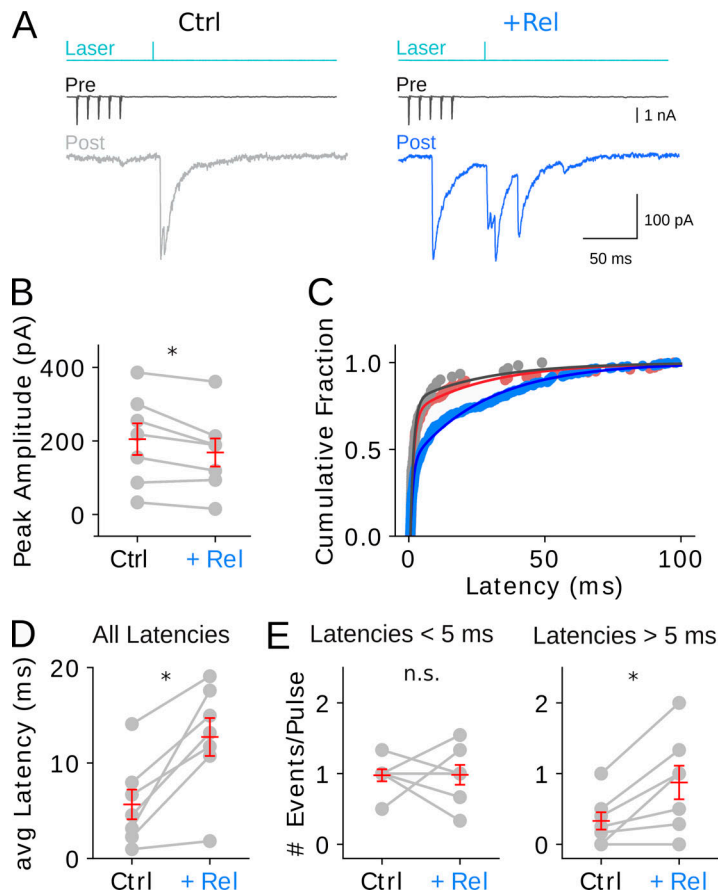 A
Ctrl
+Rel
Laser
Laser
Pre
Pre
1 nA
Post
Post
100 pA
50 ms
B
*
Peak Amplitude (pA)
400
200
0
Ctrl
+ Rel
C
Cumulative Fraction
1.0
0.5
0.0
0
50
100
Latency (ms)
D
All Latencies
avg Latency (ms)
20
10
0
*
Ctrl
+ Rel
E
Latencies < 5 ms
# Events/Pulse
2
1
0
n.s.
Ctrl
+ Rel
Latencies > 5 ms
2
1
0
*
Ctrl
+ Rel